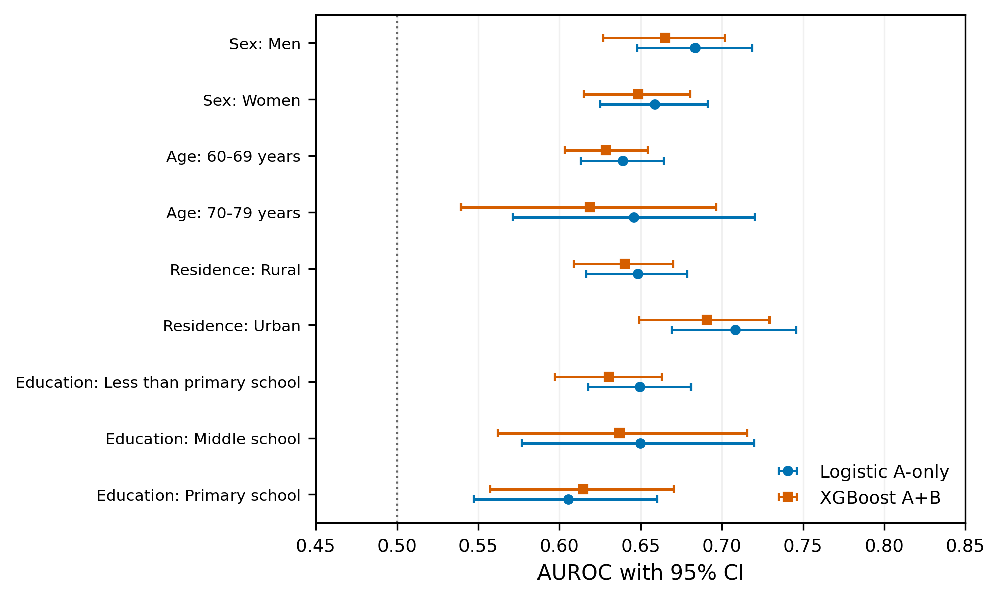 Sex: Men
Sex: Women
Age: 60-69 years
Age: 70-79 years
Residence: Rural
Residence: Urban
Education: Less than primary school
Education: Middle school
Education: Primary school
Logistic A-only
XGBoost A+B
0.45 0.50 0.55 0.60 0.65 0.70 0.75 0.80 0.85
AUROC with 95% CI